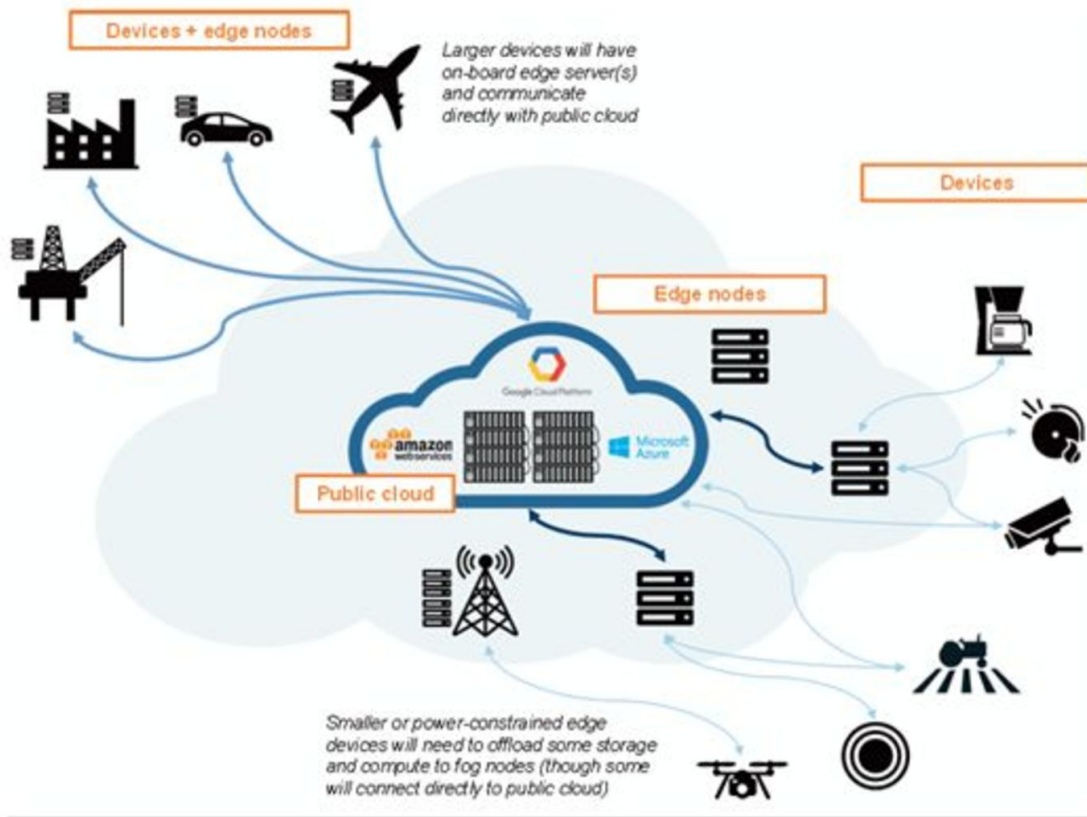 Devices + edge nodes
Larger devices will have
on-board edge server(s)
and communicate
directly with public cloud
Devices
Edge nodes
Google Cloud Platform
amazon
webservices
Microsoft
Azure
Public cloud
Smaller or power-constrained edge
devices will need to offload some storage
and compute to fog nodes (though some
will connect directly to public cloud)